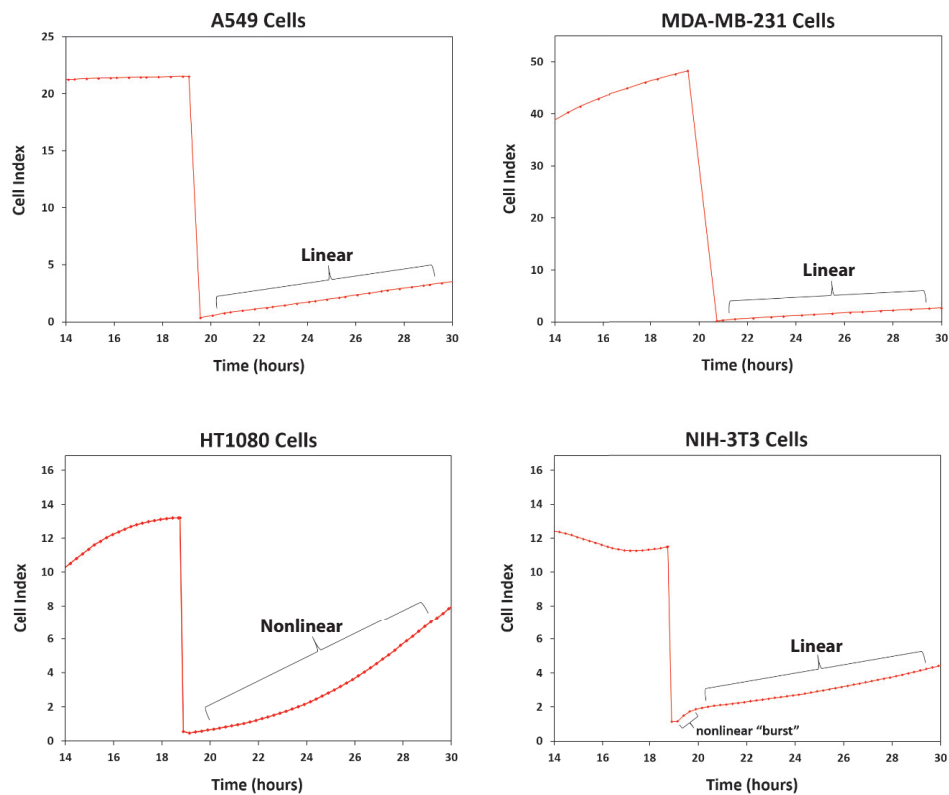 A549 Cells
25
20
15
10
5
0
Cell Index
Linear
14 16 18 20 22 24 26 28 30
Time (hours)
MDA-MB-231 Cells
50
40
30
20
10
0
Cell Index
Linear
14 16 18 20 22 24 26 28 30
Time (hours)
HT1080 Cells
16
14
12
10
8
6
4
2
0
Cell Index
Nonlinear
14 16 18 20 22 24 26 28 30
Time (hours)
NIH-3T3 Cells
16
14
12
10
8
6
4
2
0
Cell Index
Linear
nonlinear “burst”
14 16 18 20 22 24 26 28 30
Time (hours)